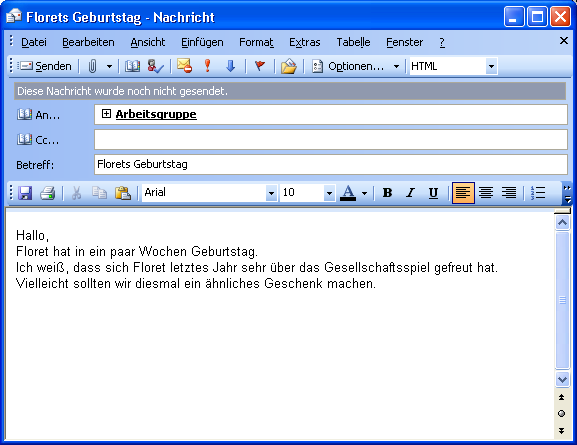 Florets Geburtstag - Nachricht
Datei Bearbeiten Ansicht Einfügen Format Extras Tabelle Fenster ?
Senden Optionen... HTML
Diese Nachricht wurde noch nicht gesendet.
An... Arbeitsgruppe
Cc...
Betreff: Florets Geburtstag
Arial 10 A B I U
Hallo,
Floret hat in ein paar Wochen Geburtstag.
Ich weiß, dass sich Floret letztes Jahr sehr über das Gesellschaftsspiel gefreut hat.
Vielleicht sollten wir diesmal ein ähnliches Geschenk machen.